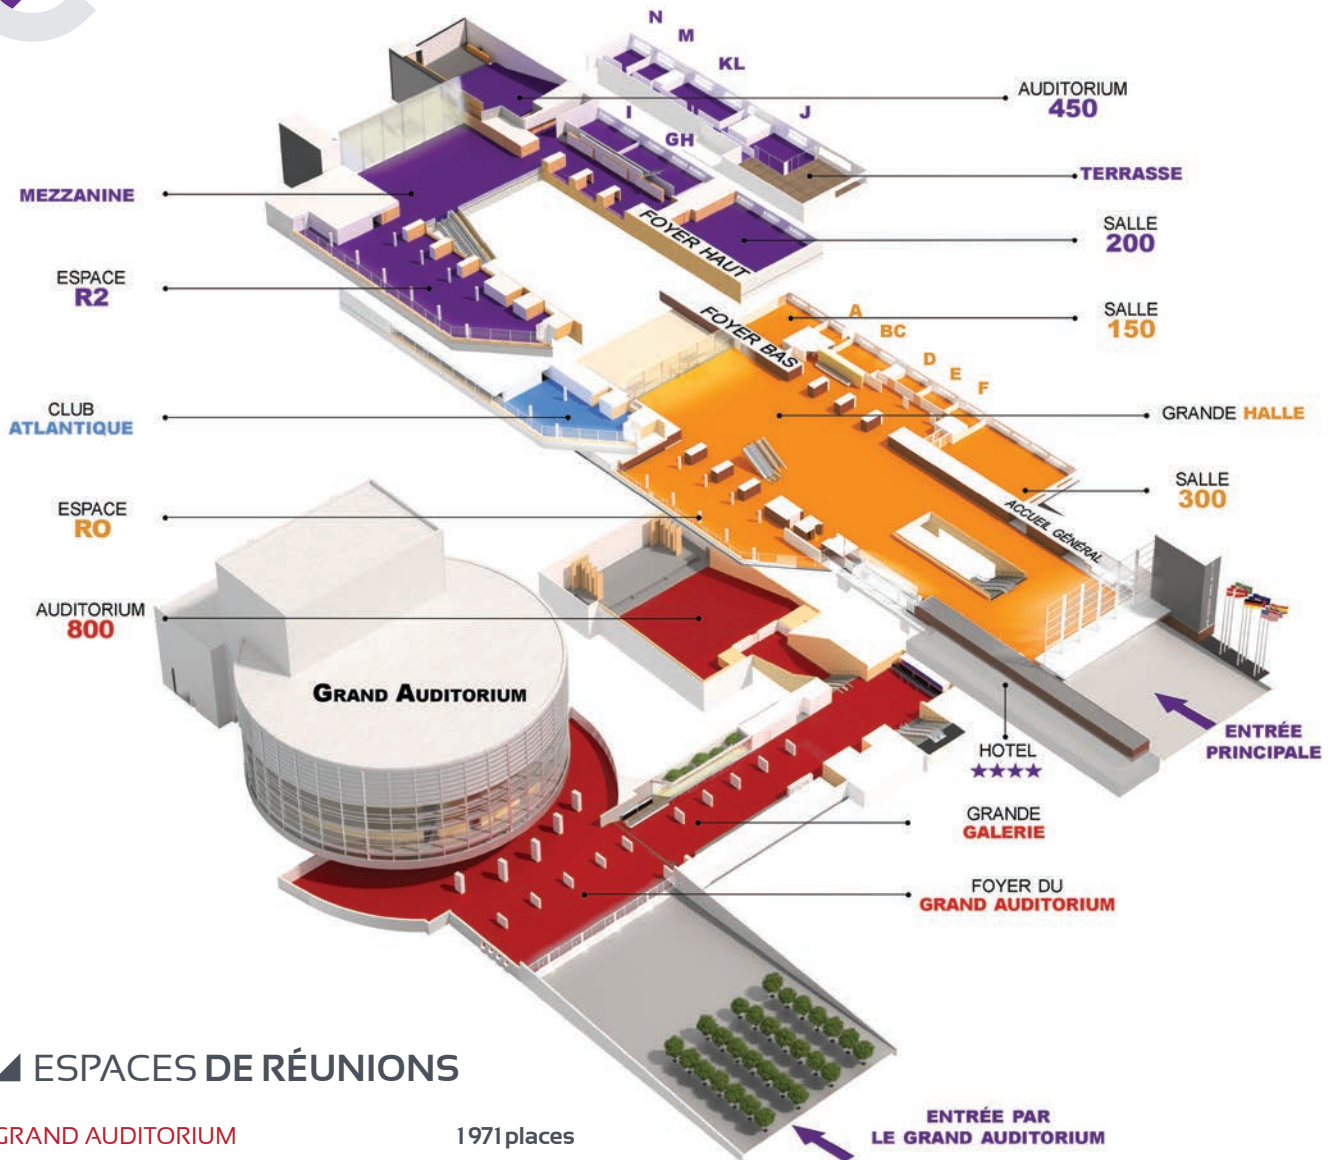 N
M
KL
J
I
GH
AUDITORIUM
450
MEZZANINE
TERRASSE
FOYER HAUT
SALLE
200
ESPACE
R2
FOYER BAS
A
BC
D
E
F
SALLE
150
CLUB
ATLANTIQUE
GRANDE HALLE
ESPACE
RO
SALLE
300
ACCUEIL GÉNÉRAL
AUDITORIUM
800
GRAND AUDITORIUM
ENTRÉE
PRINCIPALE
HOTEL
★★★★
GRANDE
GALERIE
FOYER DU
GRAND AUDITORIUM
ESPACES DE RÉUNIONS
GRAND AUDITORIUM 1971 places
ENTRÉE PAR
LE GRAND AUDITORIUM